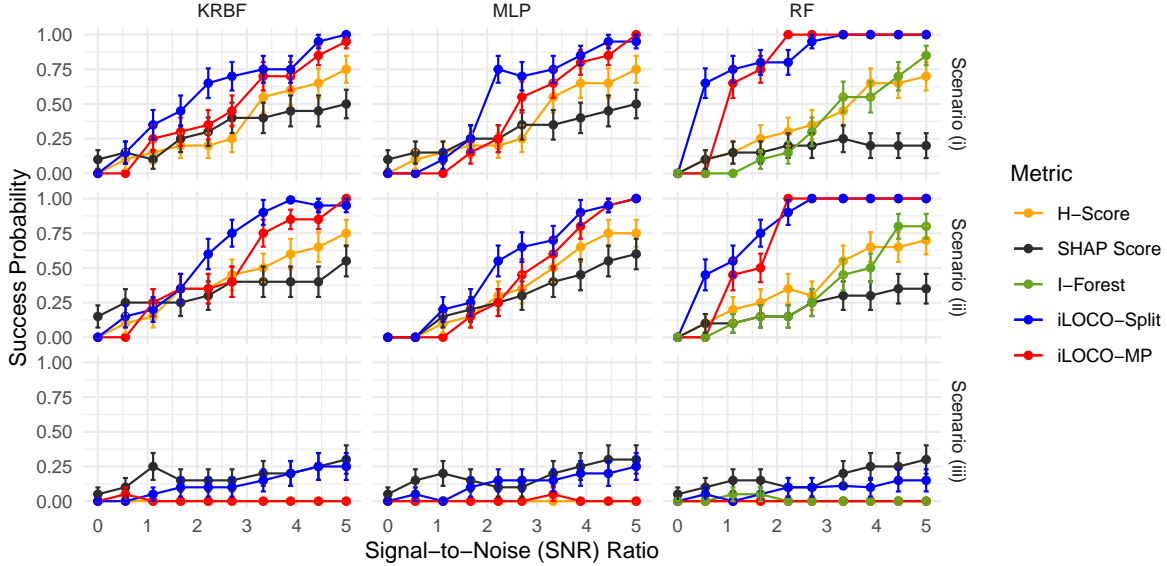 KRBF MLP RF
1.00
0.75
0.50
0.25
0.00
Scenario (i)
1.00
0.75
0.50
0.25
0.00
Scenario (ii)
1.00
0.75
0.50
0.25
0.00
Scenario (iii)
Success Probability
0 1 2 3 4 5 0 1 2 3 4 5 0 1 2 3 4 5
Signal−to−Noise (SNR) Ratio
Metric
H−Score
SHAP Score
I−Forest
iLOCO−Split
iLOCO−MP